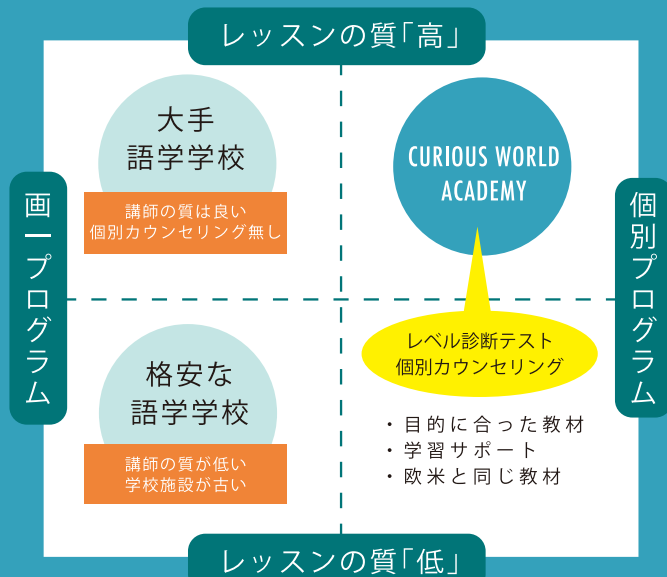 レッスンの質「高」
大手
語学学校
講師の質は良い
個別カウンセリング無し
CURIOUS WORLD
ACADEMY
画一プログラム
個別プログラム
レベル診断テスト
個別カウンセリング
格安な
語学学校
講師の質が低い
学校施設が古い
・目的に合った教材
・学習サポート
・欧米と同じ教材
レッスンの質「低」